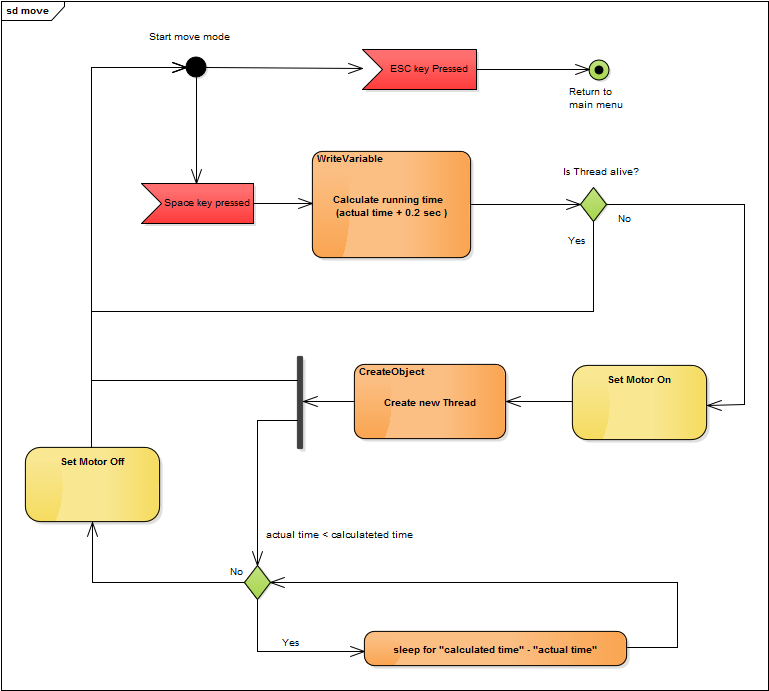 sd move
Start move mode
ESC key Pressed
Return to
main menu
WriteVariable
Calculate running time
(actual time + 0.2 sec )
Space key pressed
Is Thread alive?
No
Yes
CreateObject
Create new Thread
Set Motor On
Set Motor Off
actual time < calculateted time
No
Yes
sleep for "calculated time" - "actual time"